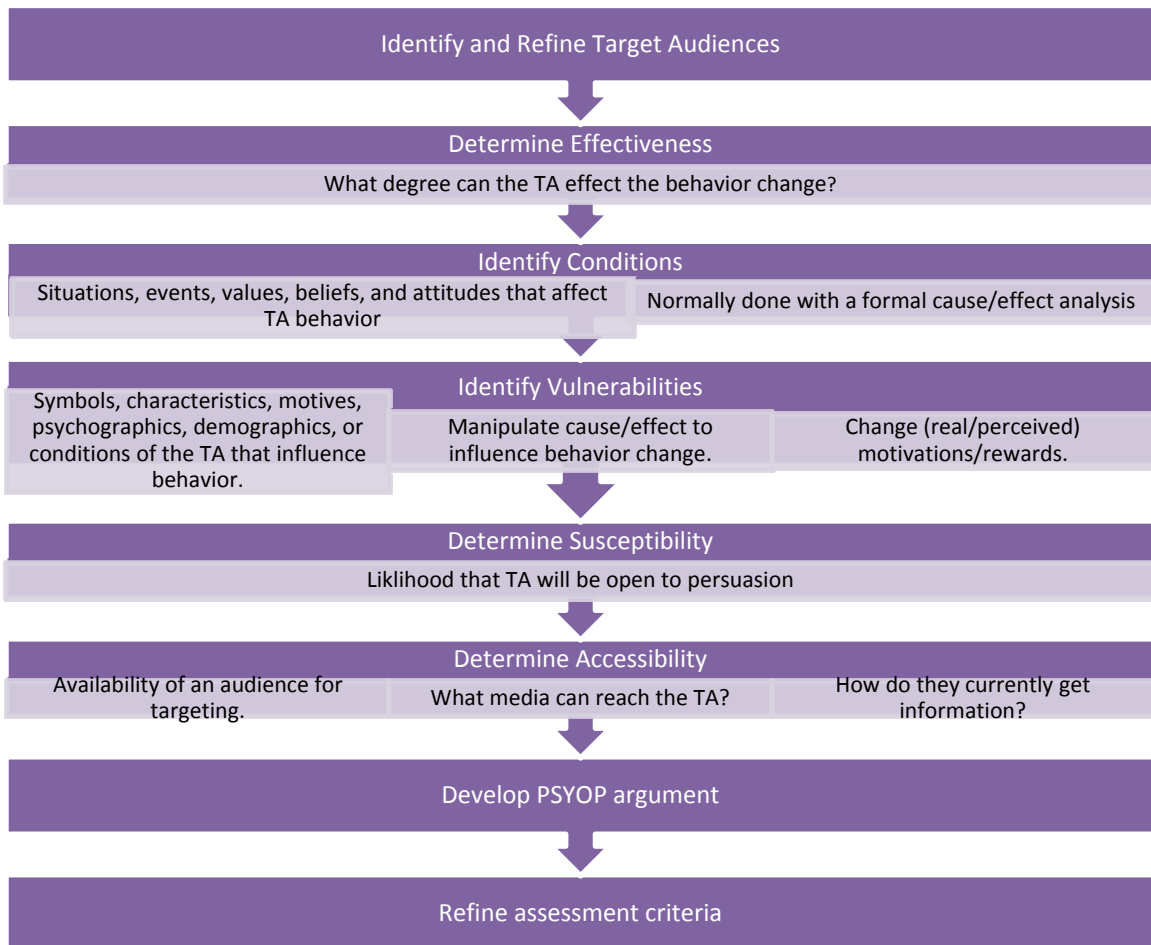 Identify and Refine Target Audiences
Determine Effectiveness
What degree can the TA effect the behavior change?
Identify Conditions
Situations, events, values, beliefs, and attitudes that affect
TA behavior
Normally done with a formal cause/effect analysis
Identify Vulnerabilities
Symbols, characteristics, motives,
psychographics, demographics, or
conditions of the TA that influence
behavior.
Manipulate cause/effect to
influence behavior change.
Change (real/perceived)
motivations/rewards.
Determine Susceptibility
Liklihood that TA will be open to persuasion
Determine Accessibility
Availability of an audience for
targeting.
What media can reach the TA?
How do they currently get
information?
Develop PSYOP argument
Refine assessment criteria